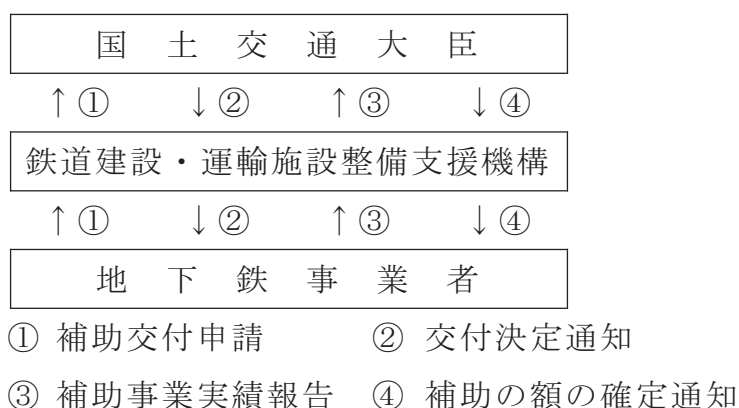 国土交通大臣
↑① ↓② ↑③ ↓④
鉄道建設・運輸施設整備支援機構
↑① ↓② ↑③ ↓④
地下鉄事業者
① 補助交付申請 ② 交付決定通知
③ 補助事業実績報告 ④ 補助の額の確定通知